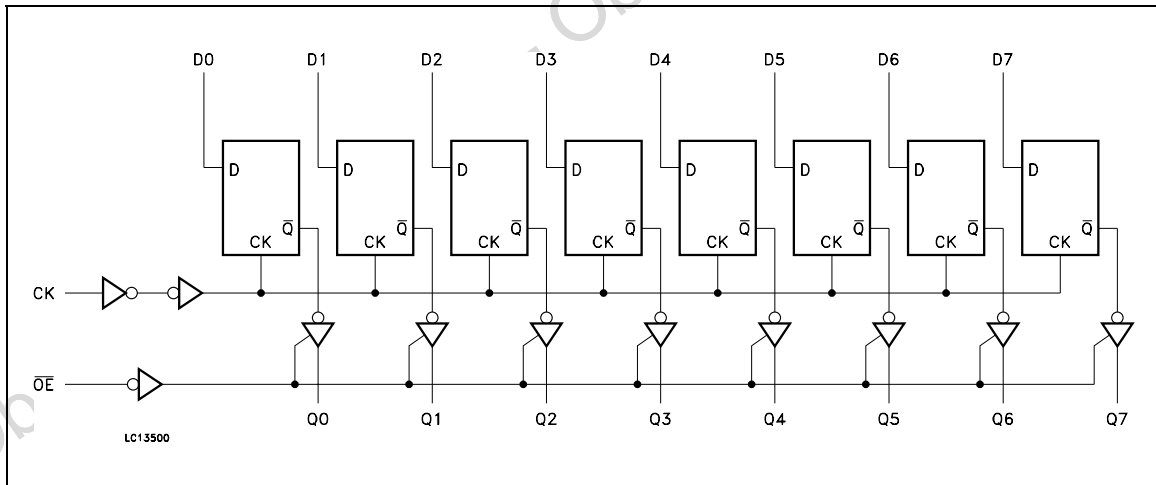 D0 D1 D2 D3 D4 D5 D6 D7
D D D D D D D D
Q̅ Q̅ Q̅ Q̅ Q̅ Q̅ Q̅ Q̅
CK CK CK CK CK CK CK CK
CK
O̅E̅
Q0 Q1 Q2 Q3 Q4 Q5 Q6 Q7
LC13500